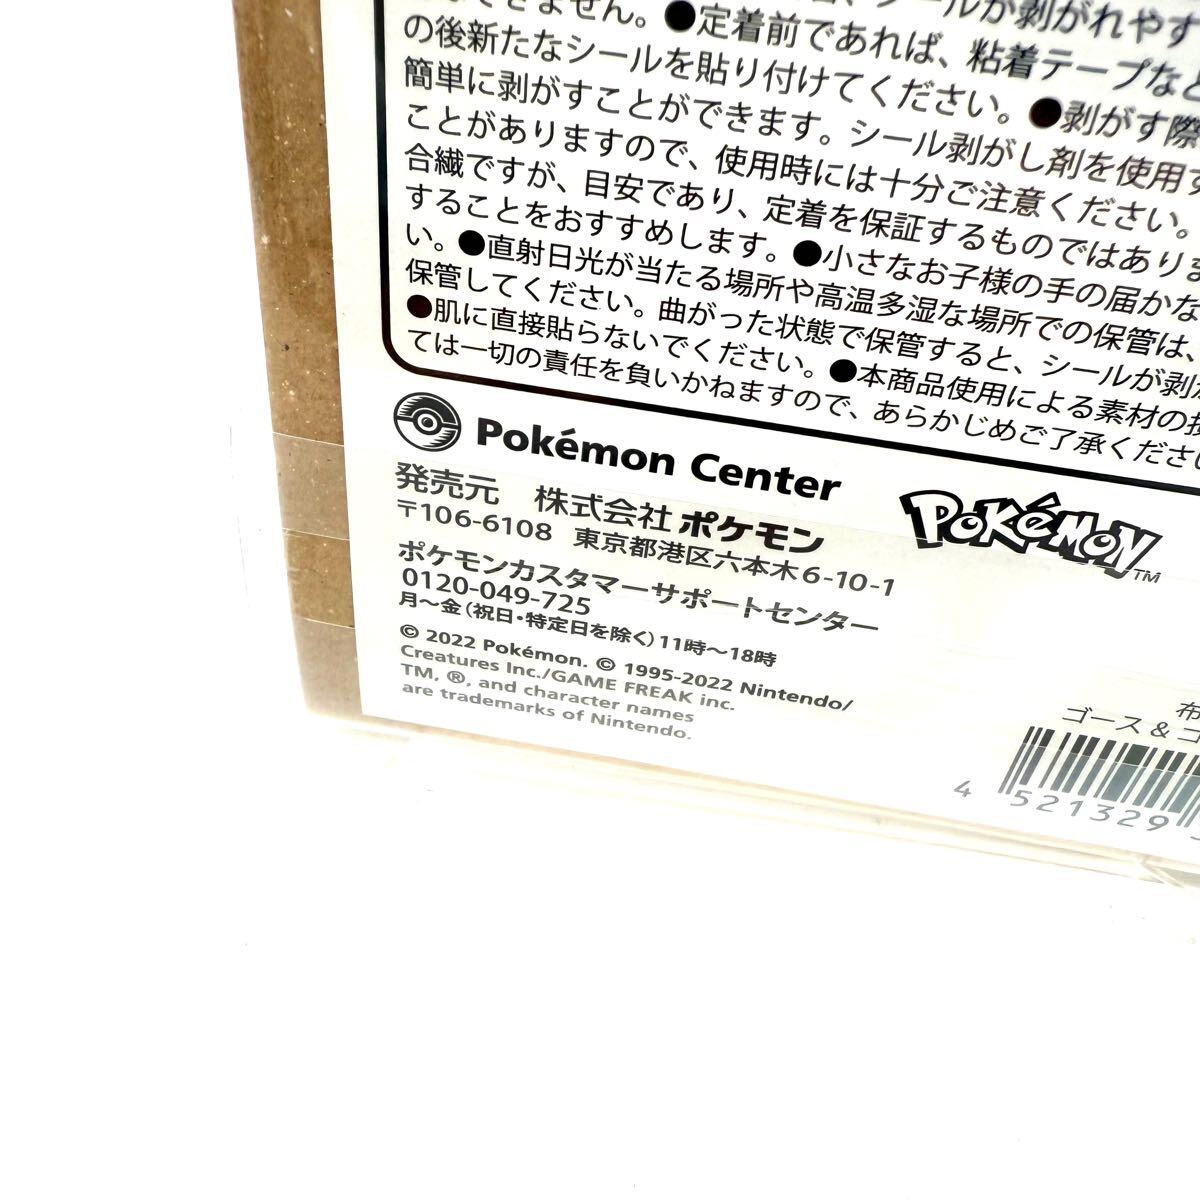 できません。●定着前であれば、粘着テープなど
の後新たなシールを貼り付けてください。●剥がす際
簡単に剥がすことができます。シール剥がし剤を使用す
ことがありますので、使用時には十分ご注意ください。
合繊ですが、目安であり、定着を保証するものではありま
することをおすすめします。●小さなお子様の手の届かな
い。●直射日光が当たる場所や高温多湿な場所での保管は、
保管してください。曲がった状態で保管すると、シールが剥が
●肌に直接貼らないでください。●本商品使用による素材の損
ては一切の責任を負いかねますので、あらかじめご了承ください
Pokémon Center
POKéMON TM
発売元 株式会社 ポケモン
〒106-6108 東京都港区六本木6-10-1
ポケモンカスタマーサポートセンター
0120-049-725
月〜金(祝日・特定日を除く)11時〜18時
© 2022 Pokémon. © 1995-2022 Nintendo/
Creatures Inc./GAME FREAK inc.
TM, ®, and character names
are trademarks of Nintendo.
布
ゴース & ゴ
4 521329